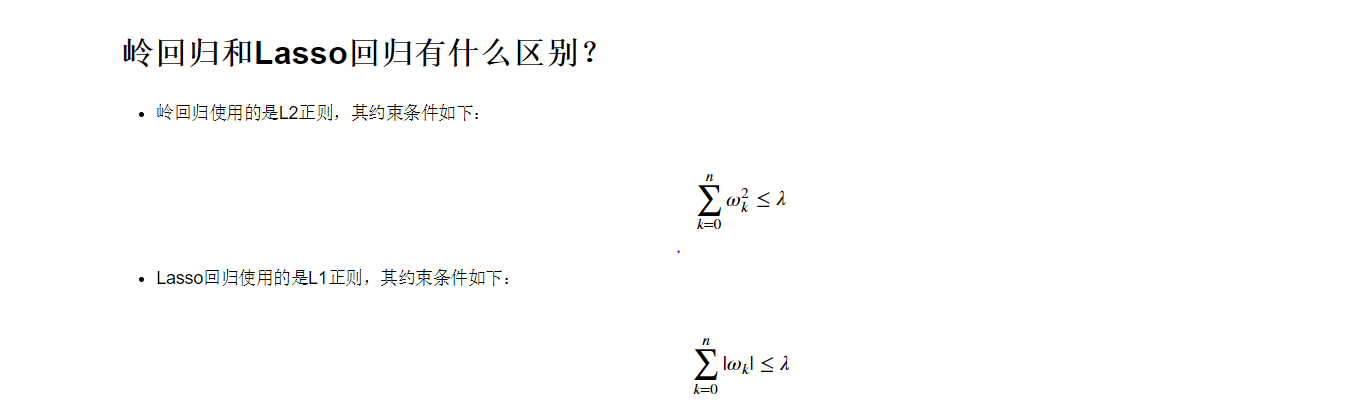 岭回归和Lasso回归有什么区别？
• 岭回归使用的是L2正则，其约束条件如下：
$\sum_{k=0}^{n} \omega_k^2 \leq \lambda$
• Lasso回归使用的是L1正则，其约束条件如下：
$\sum_{k=0}^{n} |\omega_k| \leq \lambda$